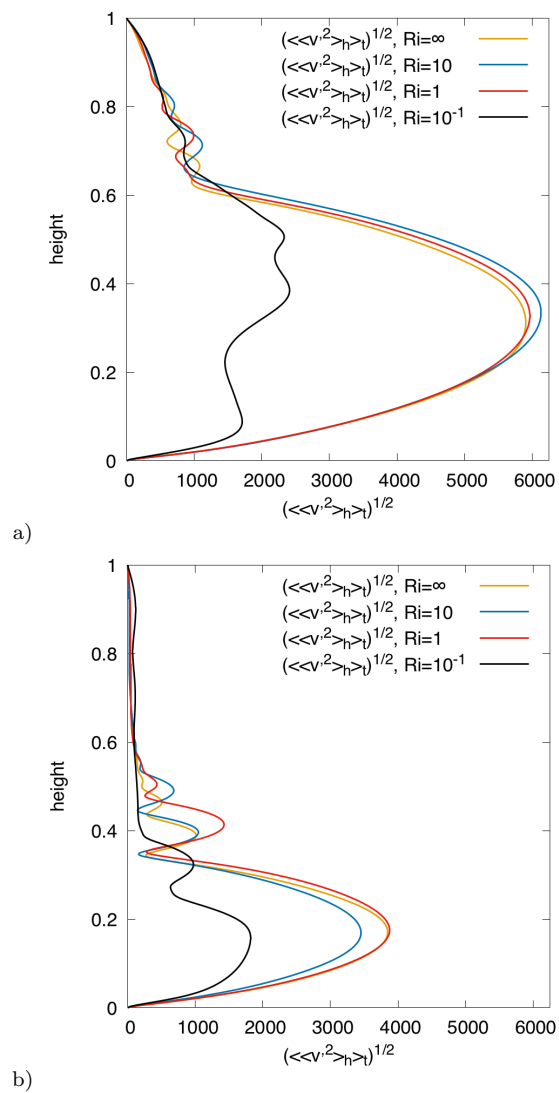 (<<v'²>ₕ>ₜ)^1/2, Ri=∞
(<<v'²>ₕ>ₜ)^1/2, Ri=10
(<<v'²>ₕ>ₜ)^1/2, Ri=1
(<<v'²>ₕ>ₜ)^1/2, Ri=10⁻¹
1
0.8
0.6
0.4
0.2
0
height
0 1000 2000 3000 4000 5000 6000
(<<v'²>ₕ>ₜ)^1/2
a)
(<<v'²>ₕ>ₜ)^1/2, Ri=∞
(<<v'²>ₕ>ₜ)^1/2, Ri=10
(<<v'²>ₕ>ₜ)^1/2, Ri=1
(<<v'²>ₕ>ₜ)^1/2, Ri=10⁻¹
1
0.8
0.6
0.4
0.2
0
height
0 1000 2000 3000 4000 5000 6000
(<<v'²>ₕ>ₜ)^1/2
b)